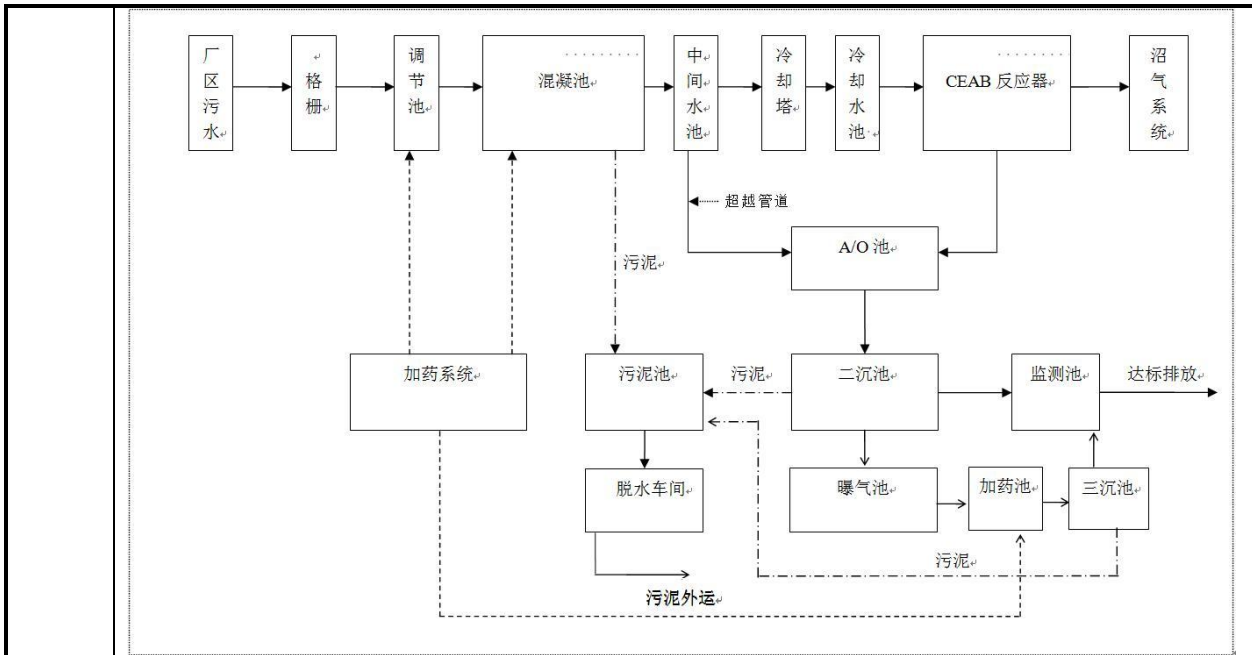 厂区污水
格栅
调节池
混凝池
中间水池
冷却塔
冷却水池
CEAB 反应器
沼气系统
超越管道
A/O 池
污泥
加药系统
污泥池
污泥
二沉池
监测池
达标排放
脱水车间
曝气池
加药池
三沉池
污泥
污泥外运